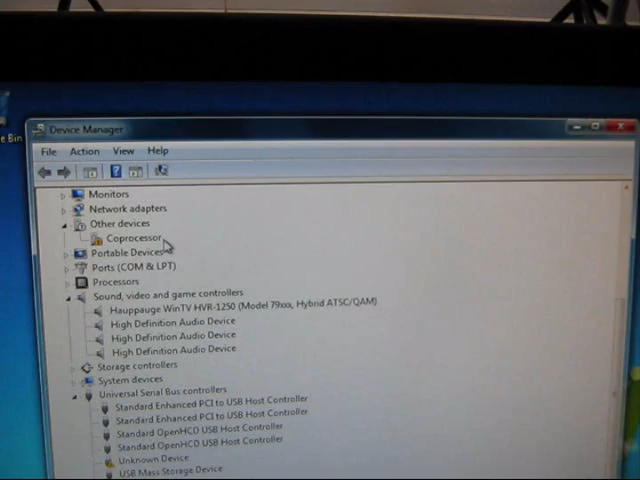 e Bin
Device Manager
File Action View Help
Monitors
Network adapters
Other devices
Coprocessor
Portable Devices
Ports (COM & LPT)
Processors
Sound, video and game controllers
Hauppauge WinTV HVR-1250 (Model 79xxx, Hybrid ATSC/QAM)
High Definition Audio Device
High Definition Audio Device
High Definition Audio Device
Storage controllers
System devices
Universal Serial Bus controllers
Standard Enhanced PCI to USB Host Controller
Standard Enhanced PCI to USB Host Controller
Standard OpenHCD USB Host Controller
Standard OpenHCD USB Host Controller
Unknown Device
USB Mass Storage Device